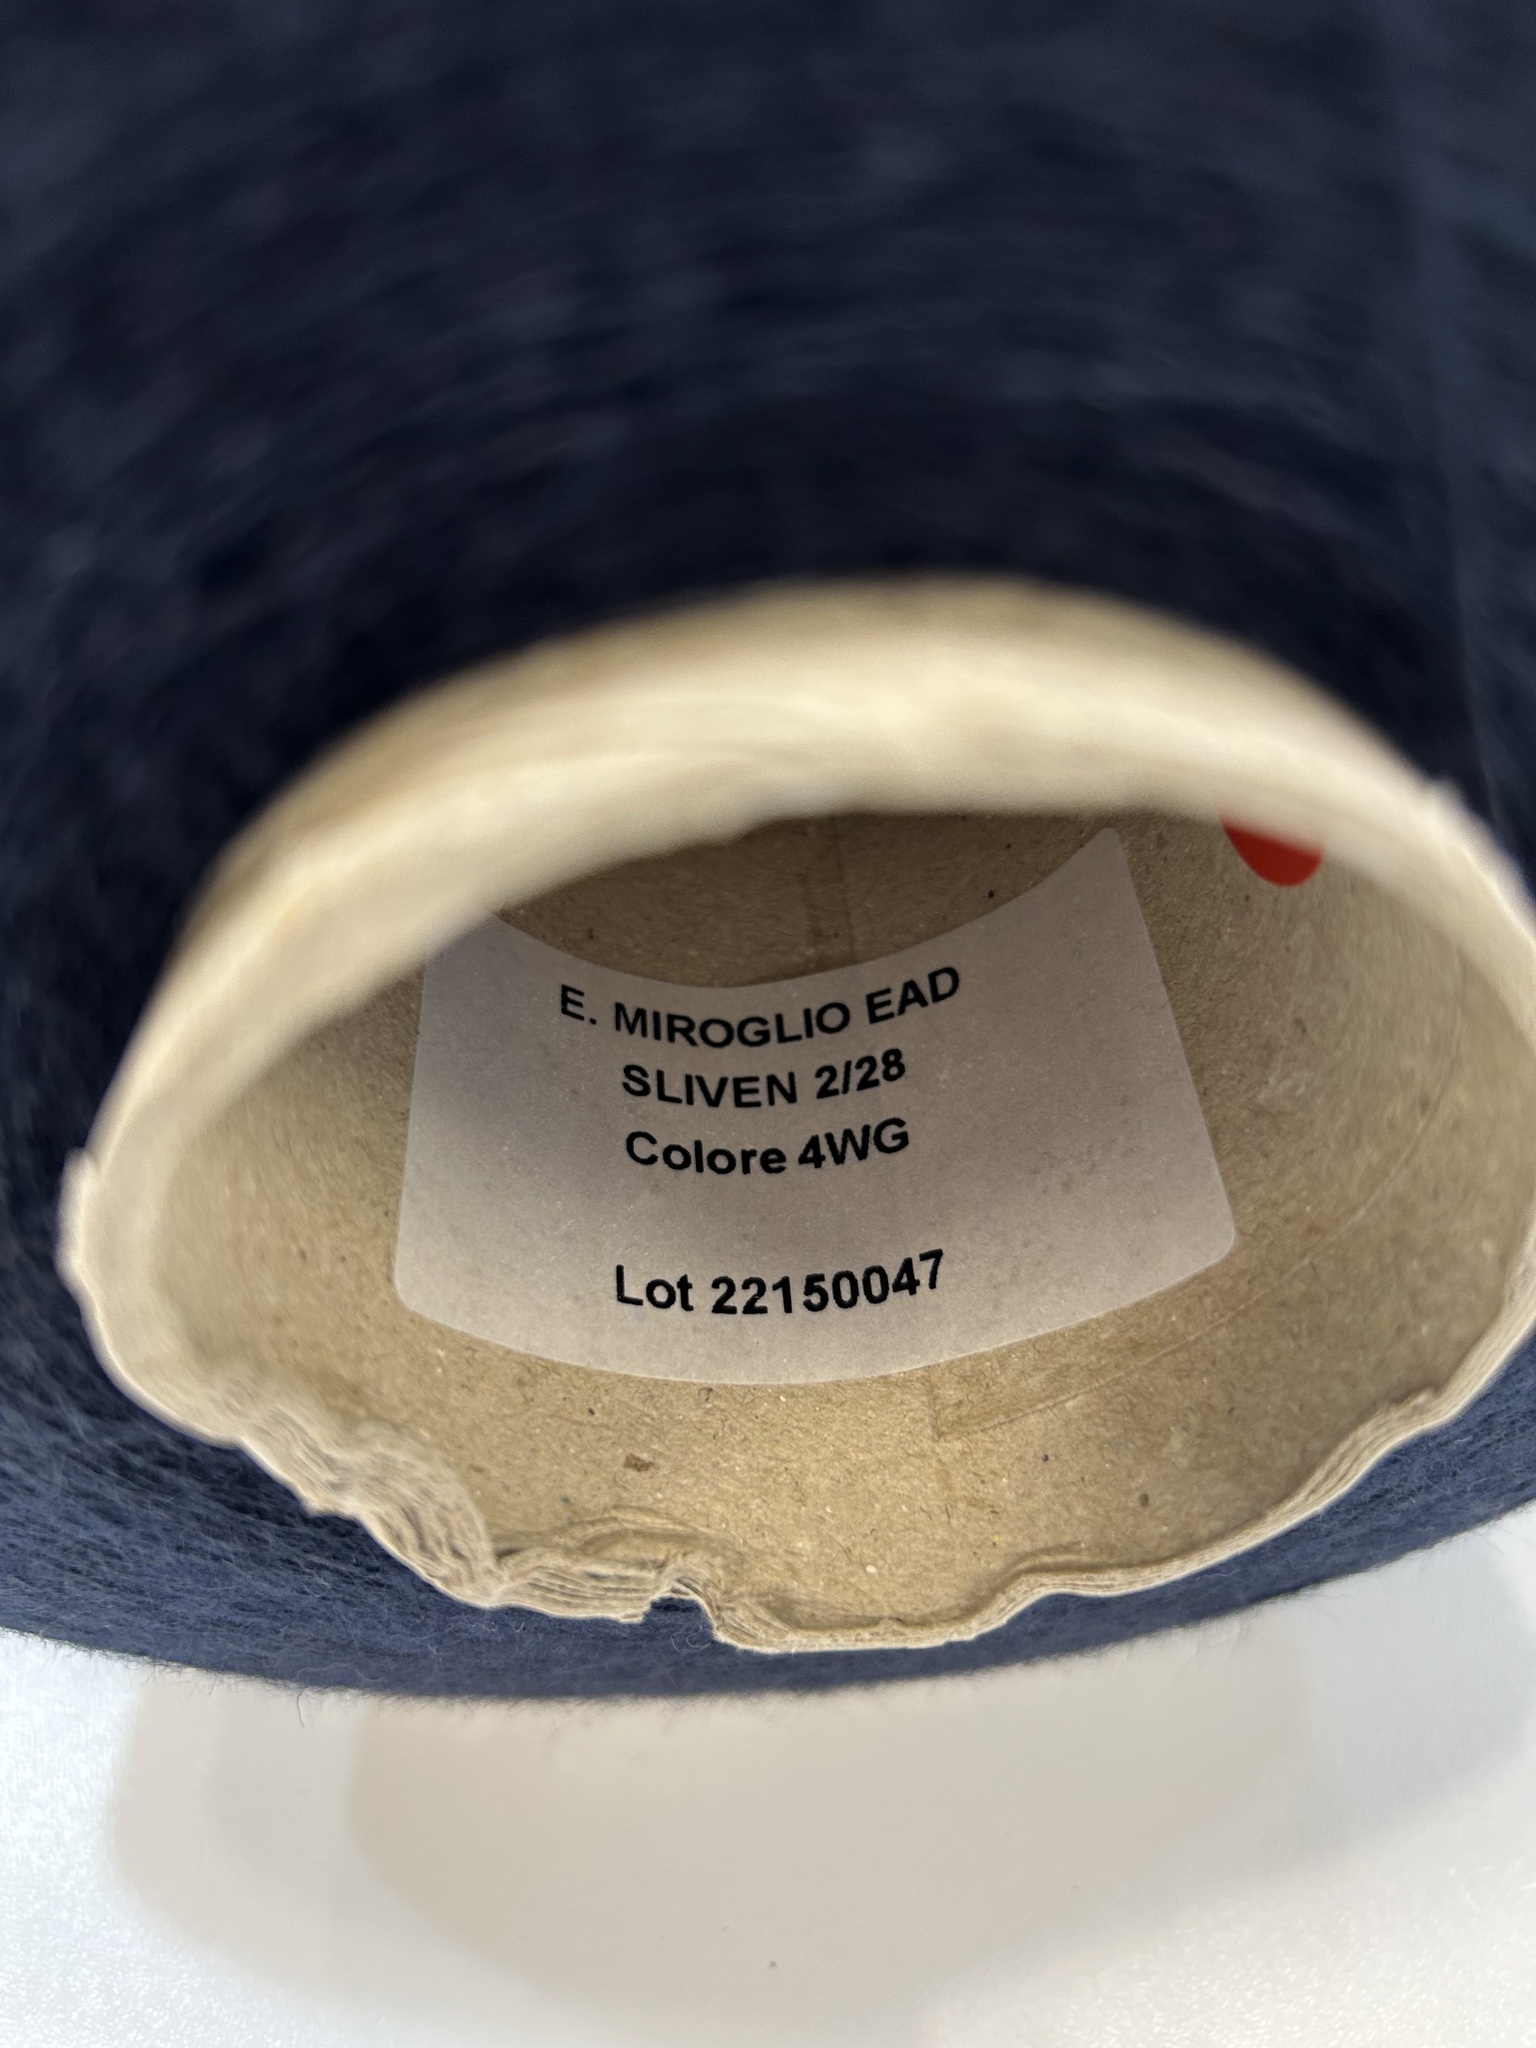 E. MIROGLIO EAD
SLIVEN 2/28
Colore 4WG
Lot 22150047